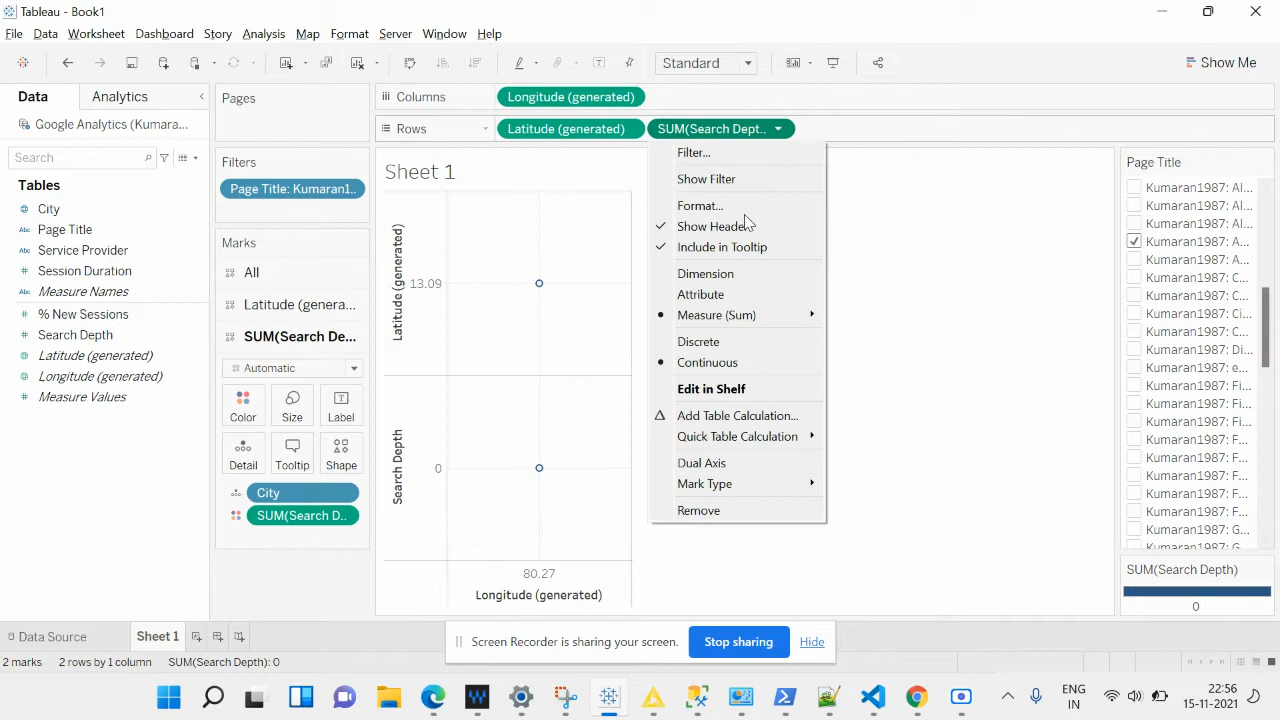 Tableau - Book1
File Data Worksheet Dashboard Story Analysis Map Format Server Window Help
Standard
Show Me
Data Analytics
Google Analytics (Kumara...
Search
Tables
City
Abc Page Title
Abc Service Provider
# Session Duration
Abc Measure Names
% New Sessions
# Search Depth
Latitude (generated)
Longitude (generated)
# Measure Values
Pages
Filters
Page Title: Kumaran1..
Marks
All
Latitude (genera...
SUM(Search De...
Automatic
Color Size Label
Detail Tooltip Shape
City
SUM(Search D..
Columns Longitude (generated)
Rows Latitude (generated) SUM(Search Dept..
Sheet 1
Latitude (generated)
13.09
Search Depth
0
80.27
Longitude (generated)
Filter...
Show Filter
Format...
Show Header
Include in Tooltip
Dimension
Attribute
Measure (Sum)
Discrete
Continuous
Edit in Shelf
Add Table Calculation...
Quick Table Calculation
Dual Axis
Mark Type
Remove
Page Title
Kumaran1987: Al...
Kumaran1987: Al...
Kumaran1987: Al...
Kumaran1987: A...
Kumaran1987: A...
Kumaran1987: C...
Kumaran1987: C...
Kumaran1987: C...
Kumaran1987: C...
Kumaran1987: Di...
Kumaran1987: e...
Kumaran1987: Fi...
Kumaran1987: Fi...
Kumaran1987: Fi...
Kumaran1987: F...
Kumaran1987: F...
Kumaran1987: F...
Kumaran1987: F...
Kumaran1987: F...
Kumaran1987: G...
Kumaran1987: G
SUM(Search Depth)
0
Data Source Sheet 1
Screen Recorder is sharing your screen. Stop sharing Hide
2 marks 2 rows by 1 column SUM(Search Depth): 0
ENG
IN
22:56
15-11-2021